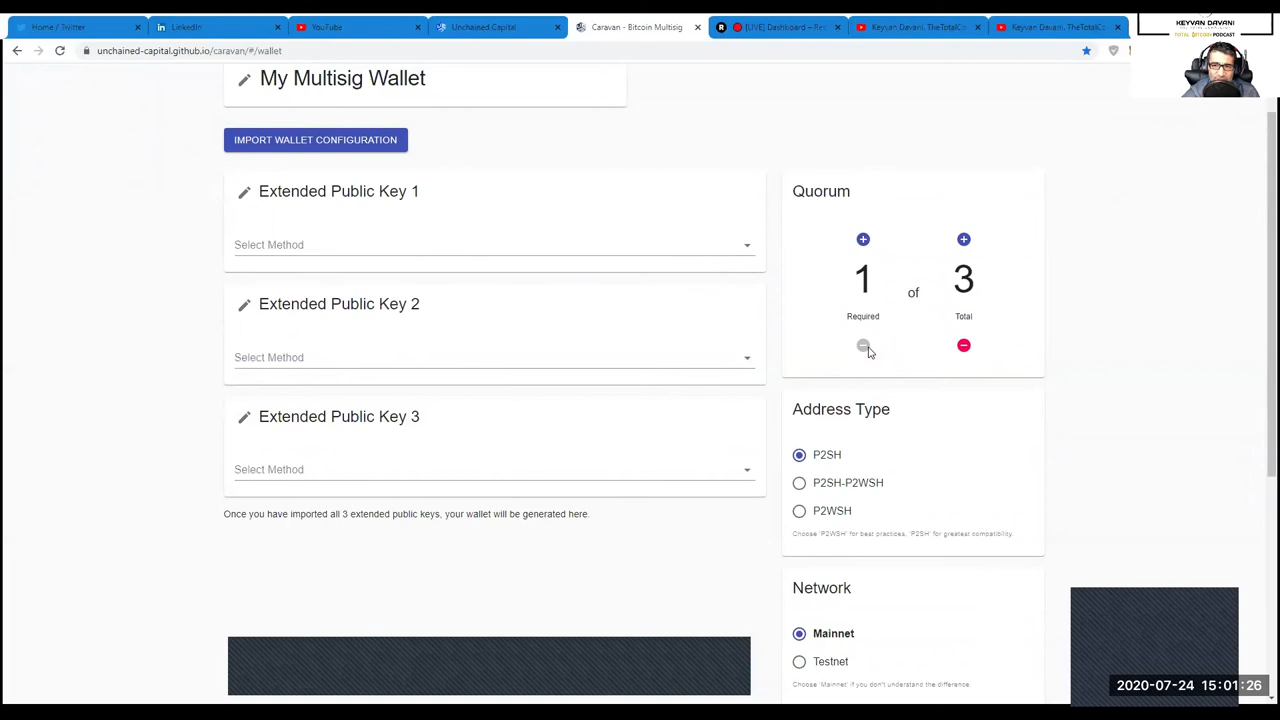 Home / Twitter
LinkedIn
YouTube
Unchained Capital
Caravan - Bitcoin Multisig
[LIVE] Dashboard - Re
Keyvan Davani, TheTotalCo
Keyvan Davani, TheTotalC
KEYVAN DAVANI
TOTAL BITCOIN PODCAST
unchained-capital.github.io/caravan/#/wallet
My Multisig Wallet
IMPORT WALLET CONFIGURATION
Extended Public Key 1
Select Method
Extended Public Key 2
Select Method
Extended Public Key 3
Select Method
Once you have imported all 3 extended public keys, your wallet will be generated here.
Quorum
1 of 3
Required Total
Address Type
P2SH
P2SH-P2WSH
P2WSH
Choose 'P2WSH' for best practices, 'P2SH' for greatest compatibility.
Network
Mainnet
Testnet
Choose 'Mainnet' if you don't understand the difference.
2020-07-24 15:01:26